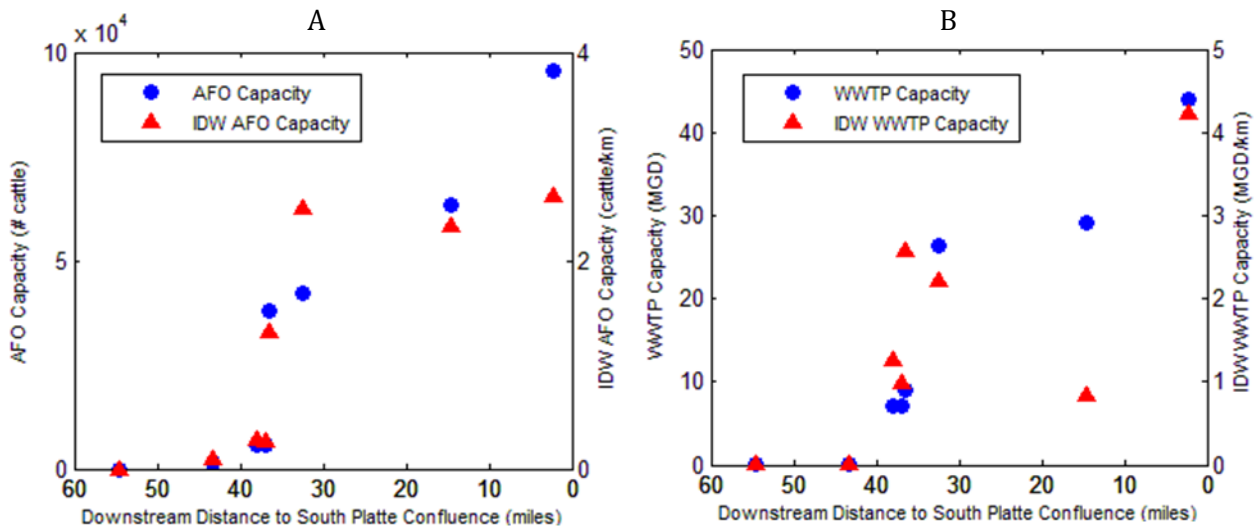 A
x 10⁴
10
5
0
4
2
0
60
50
40
30
20
10
0
AFO Capacity
IDW AFO Capacity
AFO Capacity (# cattle)
IDW AFO Capacity (cattle/km)
Downstream Distance to South Platte Confluence (miles)
B
50
40
30
20
10
0
5
4
3
2
1
0
60
50
40
30
20
10
0
WWTP Capacity
IDW WWTP Capacity
WWTP Capacity (MGD)
IDW WWTP Capacity (MGD/km)
Downstream Distance to South Platte Confluence (miles)